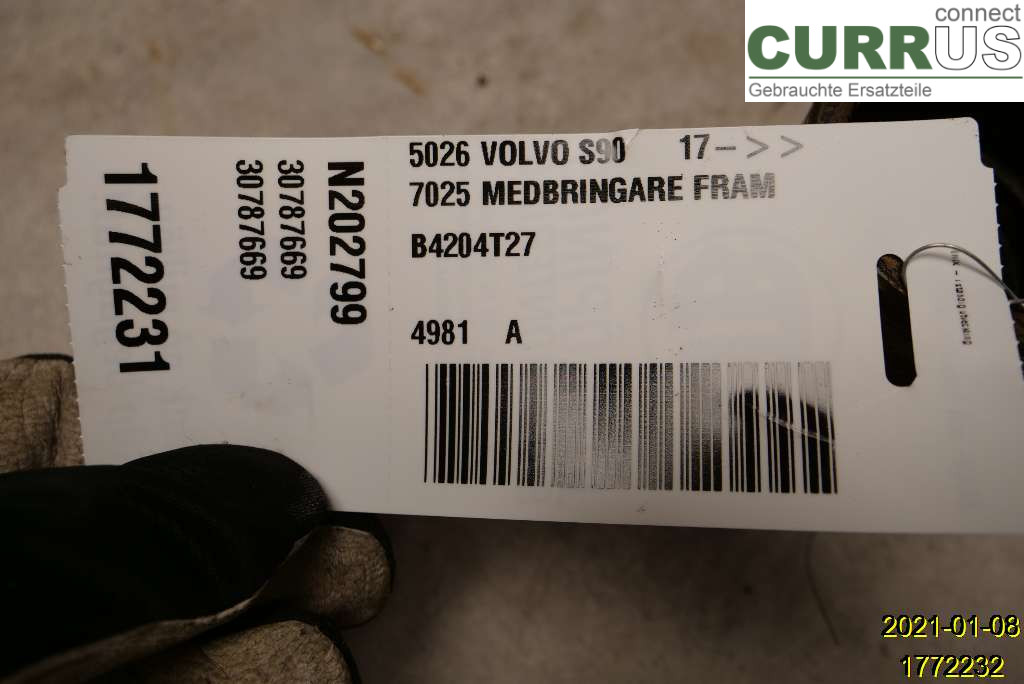 connect
CURRUS
Gebrauchte Ersatzteile
5026 VOLVO S90 17->>
7025 MEDBRINGARE FRAM
B4204T27
4981 A
N202799
30787669
30787669
1772231
2021-01-08
1772232